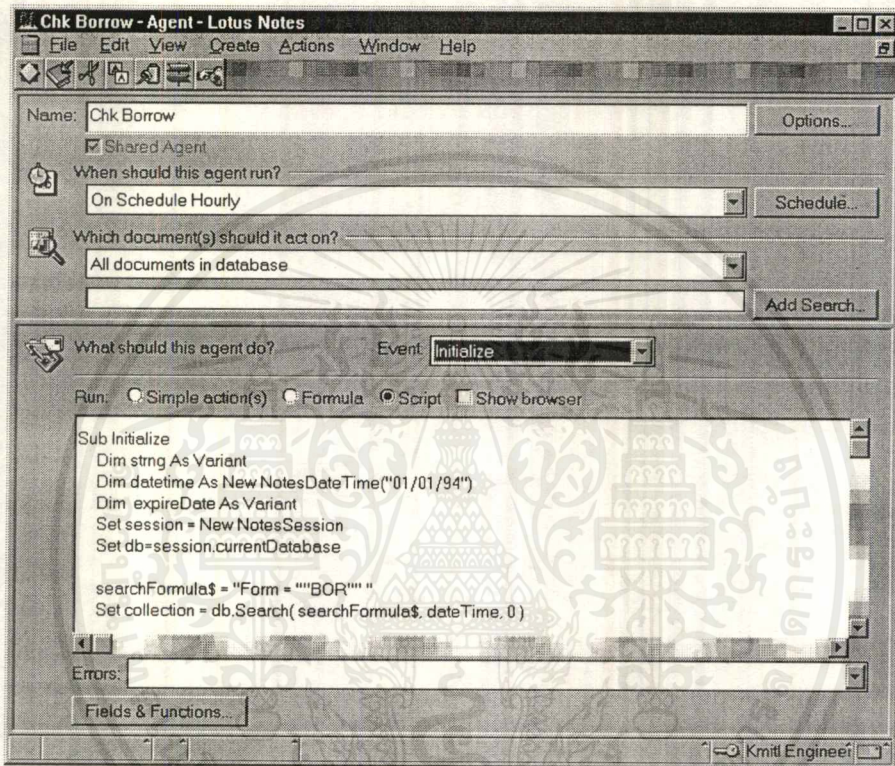 Chk Borrow - Agent - Lotus Notes
File Edit View Create Actions Window Help
Name: Chk Borrow
Options...
Shared Agent
When should this agent run?
On Schedule Hourly
Schedule...
Which document(s) should it act on?
All documents in database
Add Search...
What should this agent do? Event: Initialize
Run: Simple action(s) Formula Script Show browser
Sub Initialize
Dim strng As Variant
Dim datetime As New NotesDateTime("01/01/94")
Dim expireDate As Variant
Set session = New NotesSession
Set db=session.currentDatabase
searchFormula$ = "Form = ""BOR"" "
Set collection = db.Search( searchFormula$, dateTime, 0 )
Errors:
Fields & Functions...
Kmitl Engineer